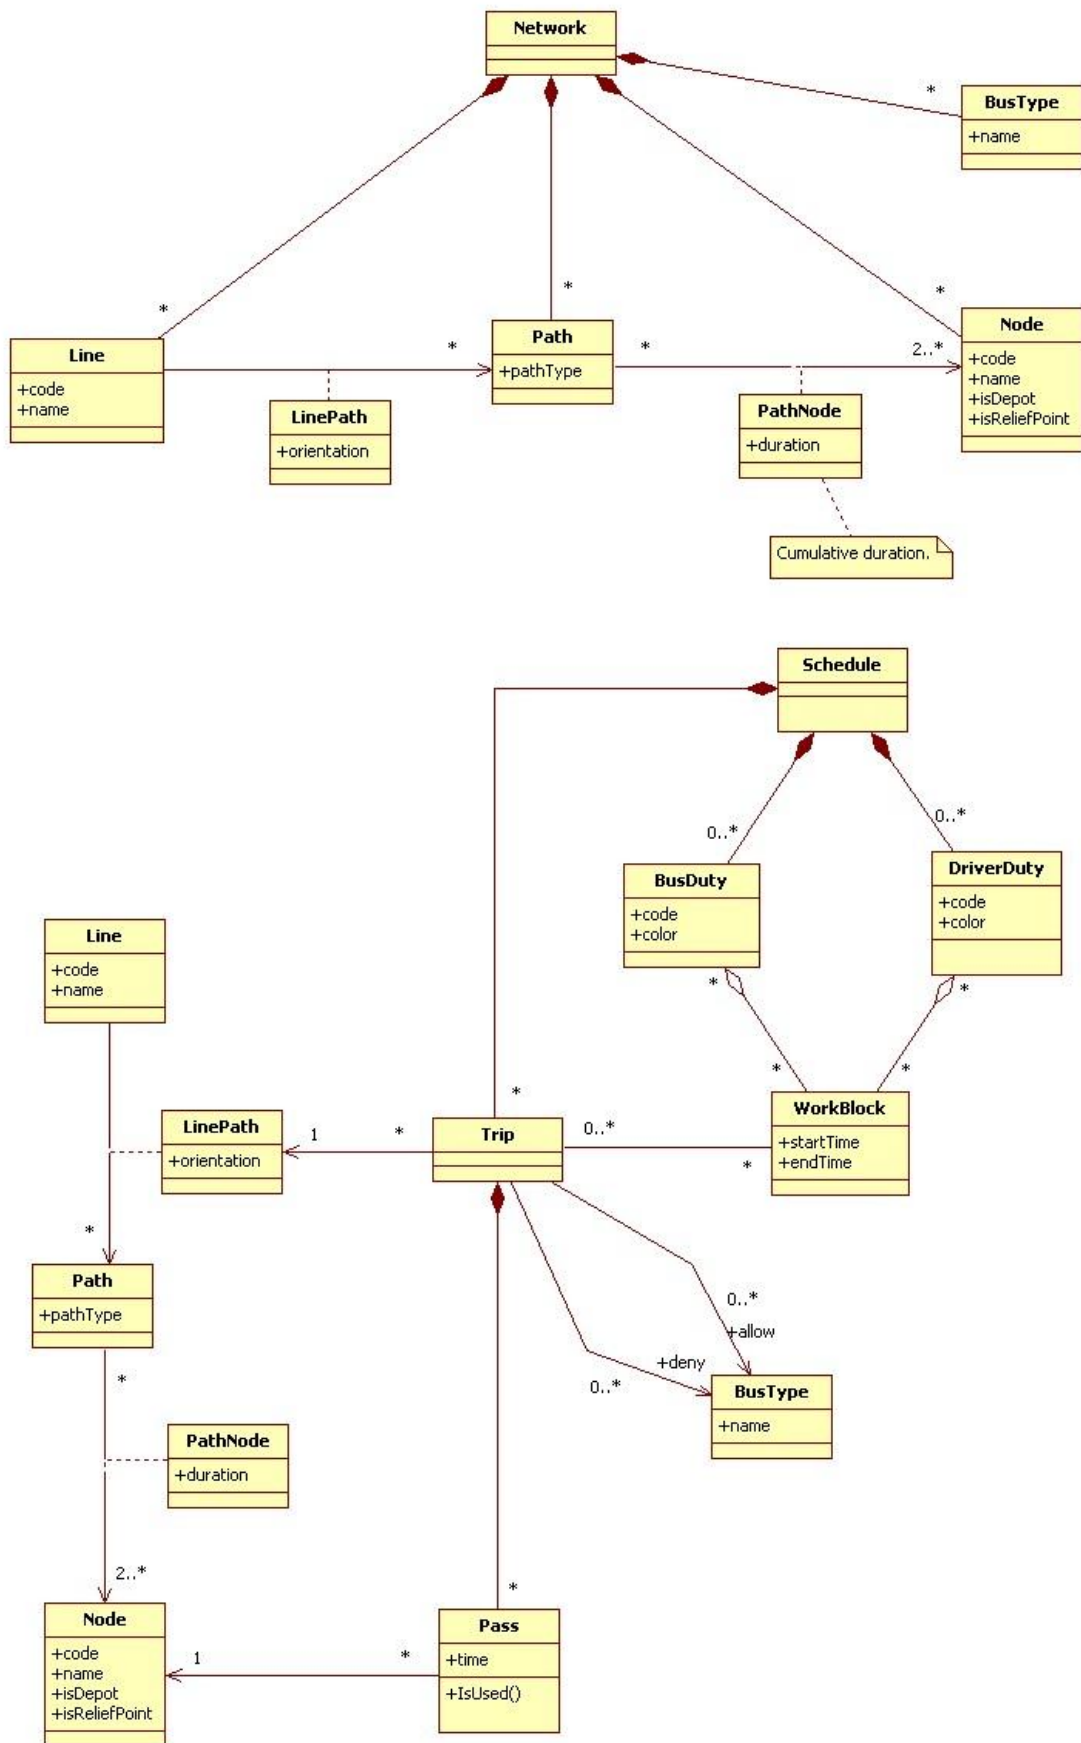 Network
*
BusType
+name
*
*
*
Line
+code
+name
*
Path
+pathType
*
2..*
Node
+code
+name
+isDepot
+isReliefPoint
LinePath
+orientation
PathNode
+duration
Cumulative duration.
Schedule
0..*
0..*
BusDuty
+code
+color
DriverDuty
+code
+color
*
*
Line
+code
+name
*
*
*
WorkBlock
+startTime
+endTime
LinePath
+orientation
1
*
Trip
0..*
*
*
Path
+pathType
0..*
+allow
*
+deny
0..*
BusType
+name
PathNode
+duration
2..*
*
Node
+code
+name
+isDepot
+isReliefPoint
1
*
Pass
+time
+IsUsed()